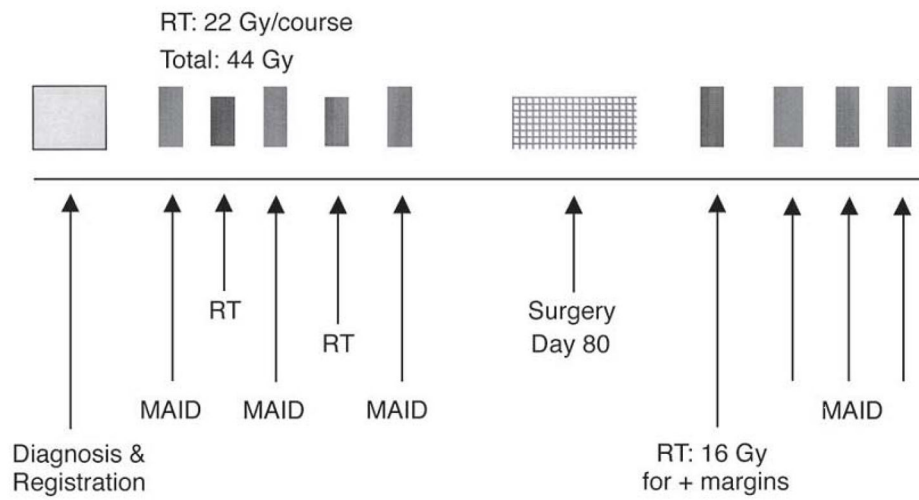 RT: 22 Gy/course
Total: 44 Gy
RT
RT
Surgery
Day 80
MAID
MAID
MAID
MAID
Diagnosis &
Registration
RT: 16 Gy
for + margins